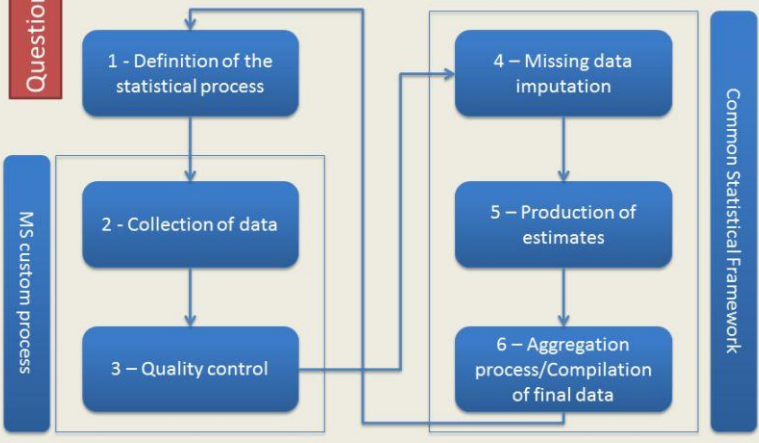 Question
1 - Definition of the
statistical process
2 - Collection of data
3 – Quality control
MS custom process
4 – Missing data
imputation
5 – Production of
estimates
6 – Aggregation
process/Compilation
of final data
Common Statistical Framework